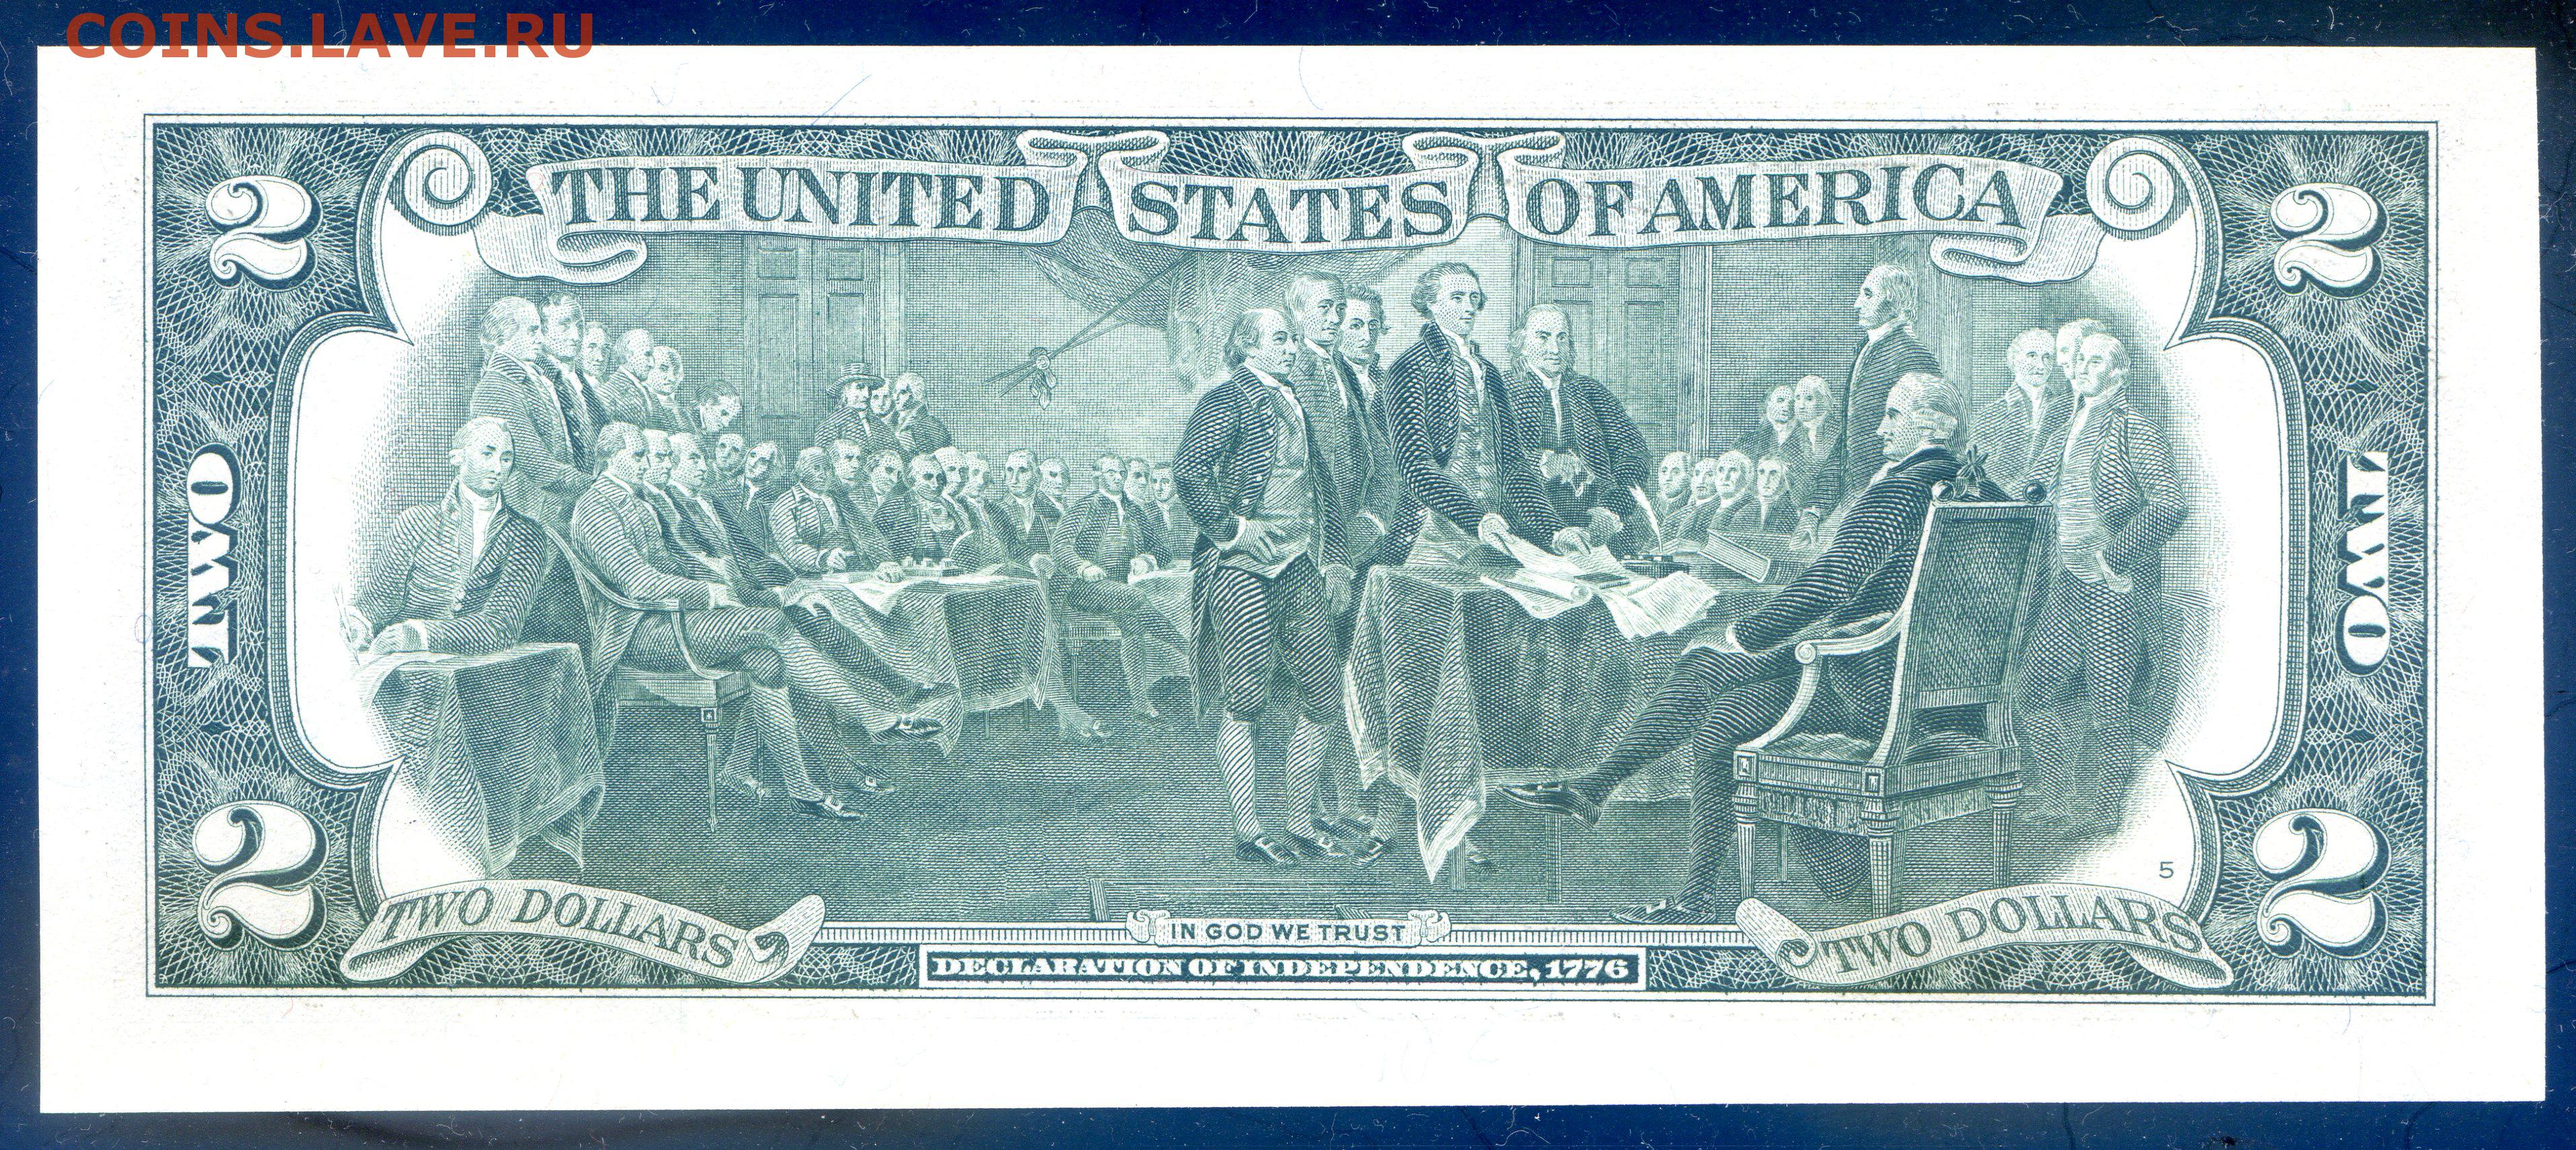 COINS.LAVE.RU
THE UNITED STATES OF AMERICA
2
2
TWO
TWO
5
2
2
TWO DOLLARS
IN GOD WE TRUST
TWO DOLLARS
DECLARATION OF INDEPENDENCE, 1776